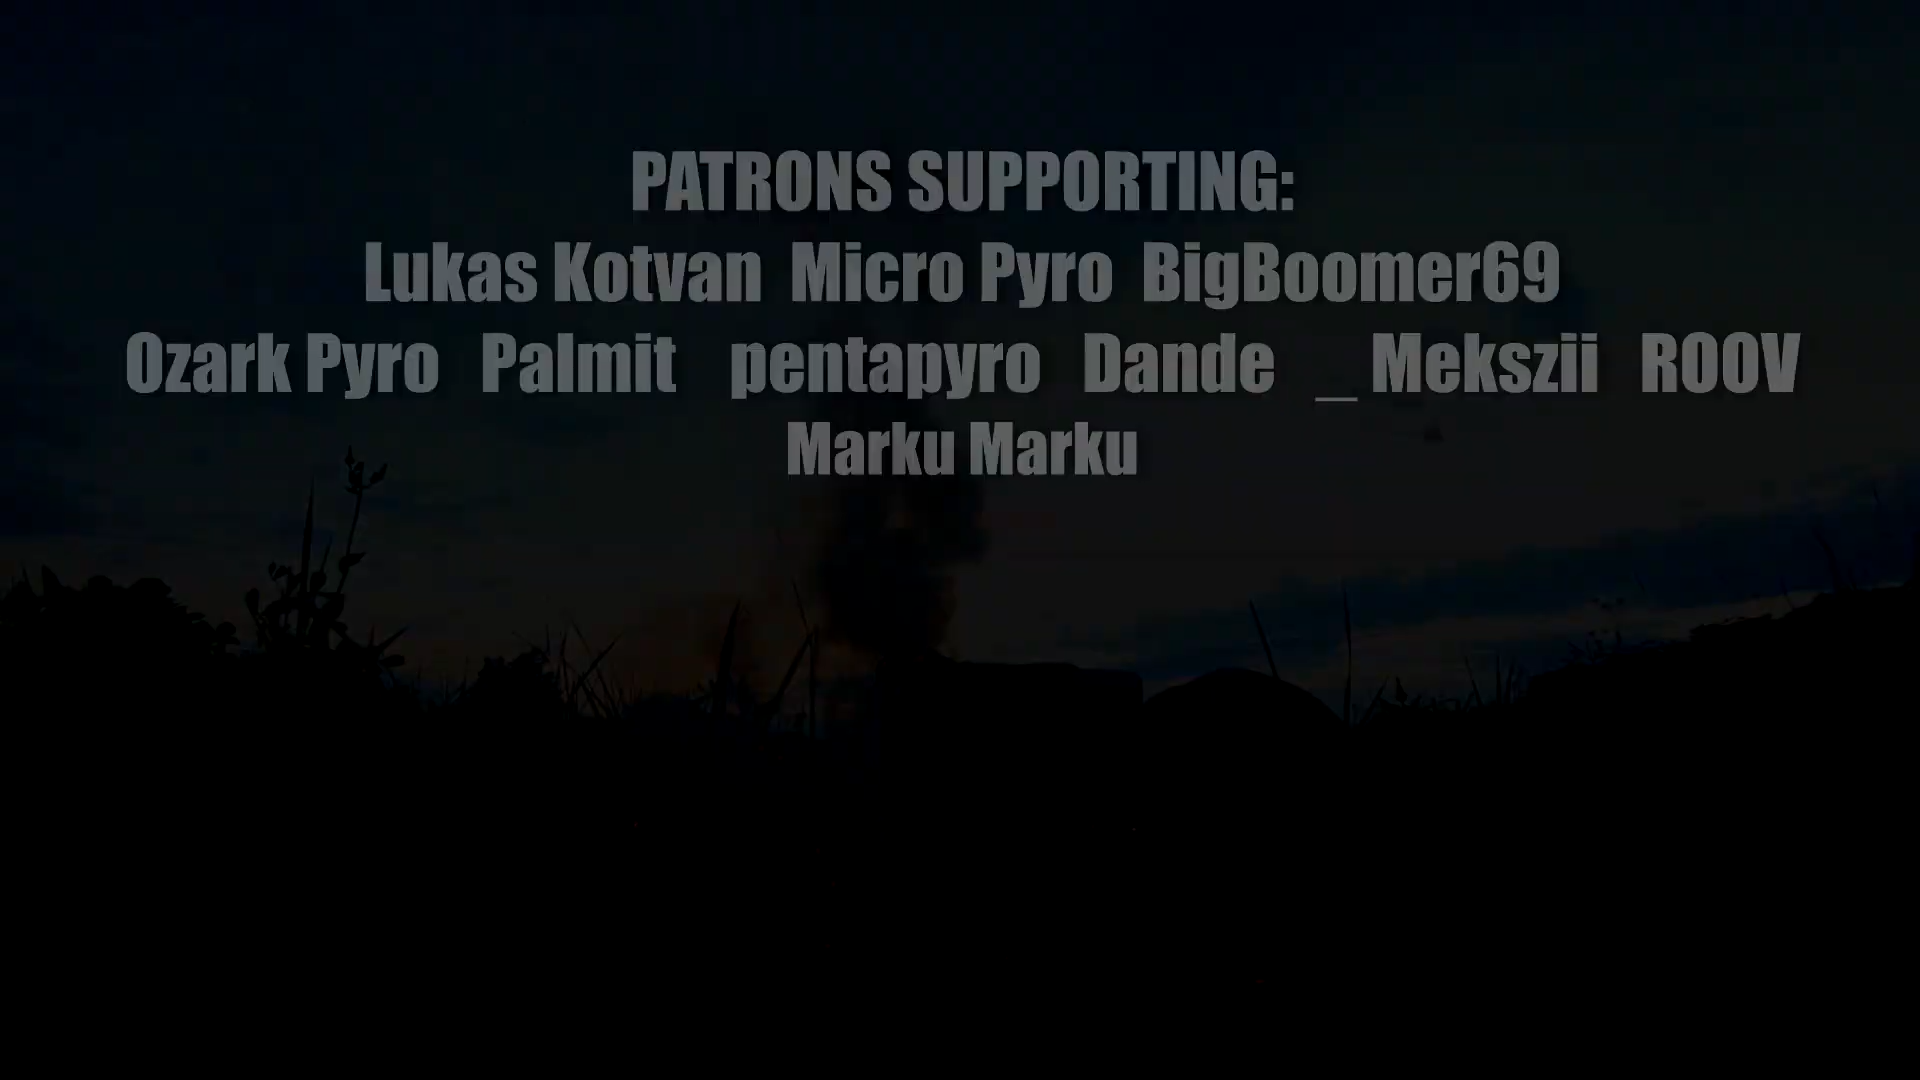 PATRONS SUPPORTING:
Lukas Kotvan Micro Pyro BigBoomer69
Ozark Pyro Palmit pentapyro Dande _ Mekszii ROOV
Marku Marku